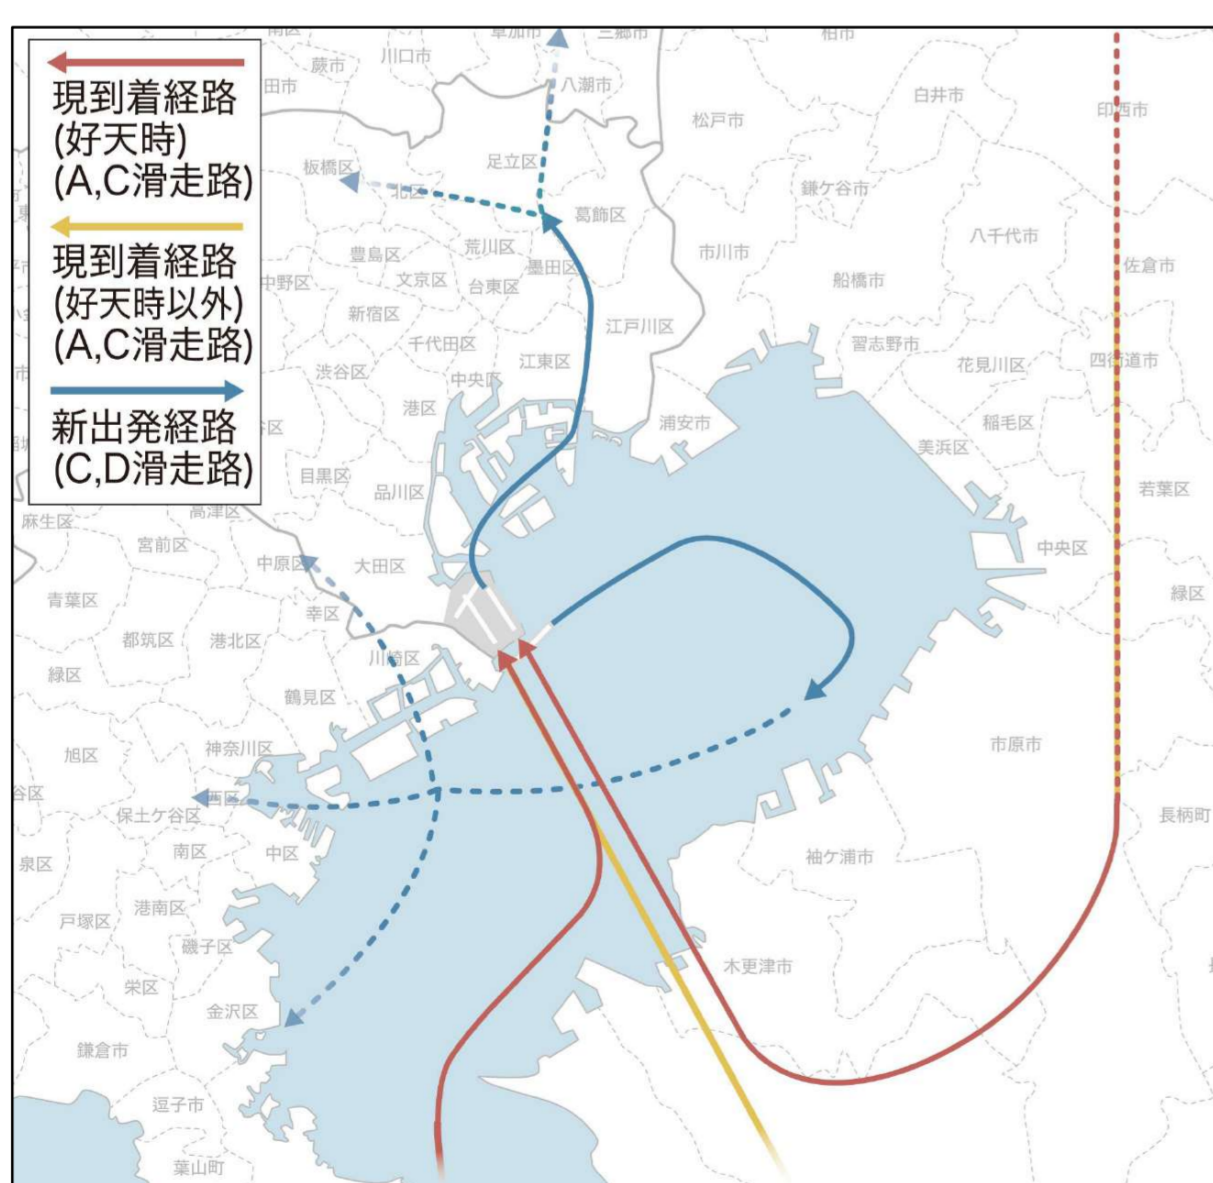 現到着経路
(好天時)
(A,C滑走路)
現到着経路
(好天時以外)
(A,C滑走路)
新出発経路
(C,D滑走路)
川口市
蕨市
田市
八潮市
三郷市
柏市
白井市
印西市
松戸市
足立区
板橋区
北区
葛飾区
鎌ケ谷市
八千代市
市川市
船橋市
佐倉市
豊島区
荒川区
墨田区
中野区
文京区
台東区
新宿区
江戸川区
千代田区
江東区
習志野市
花見川区
四街道市
渋谷区
中央区
港区
浦安市
稲毛区
美浜区
谷区
目黒区
品川区
若葉区
高津区
麻生区
宮前区
中原区
大田区
中央区
緑区
青葉区
幸区
都筑区
港北区
川崎区
緑区
鶴見区
神奈川区
旭区
市原市
谷区
西区
保土ケ谷区
長柄町
南区
中区
泉区
袖ケ浦市
港南区
戸塚区
磯子区
木更津市
栄区
金沢区
鎌倉市
逗子市
葉山町